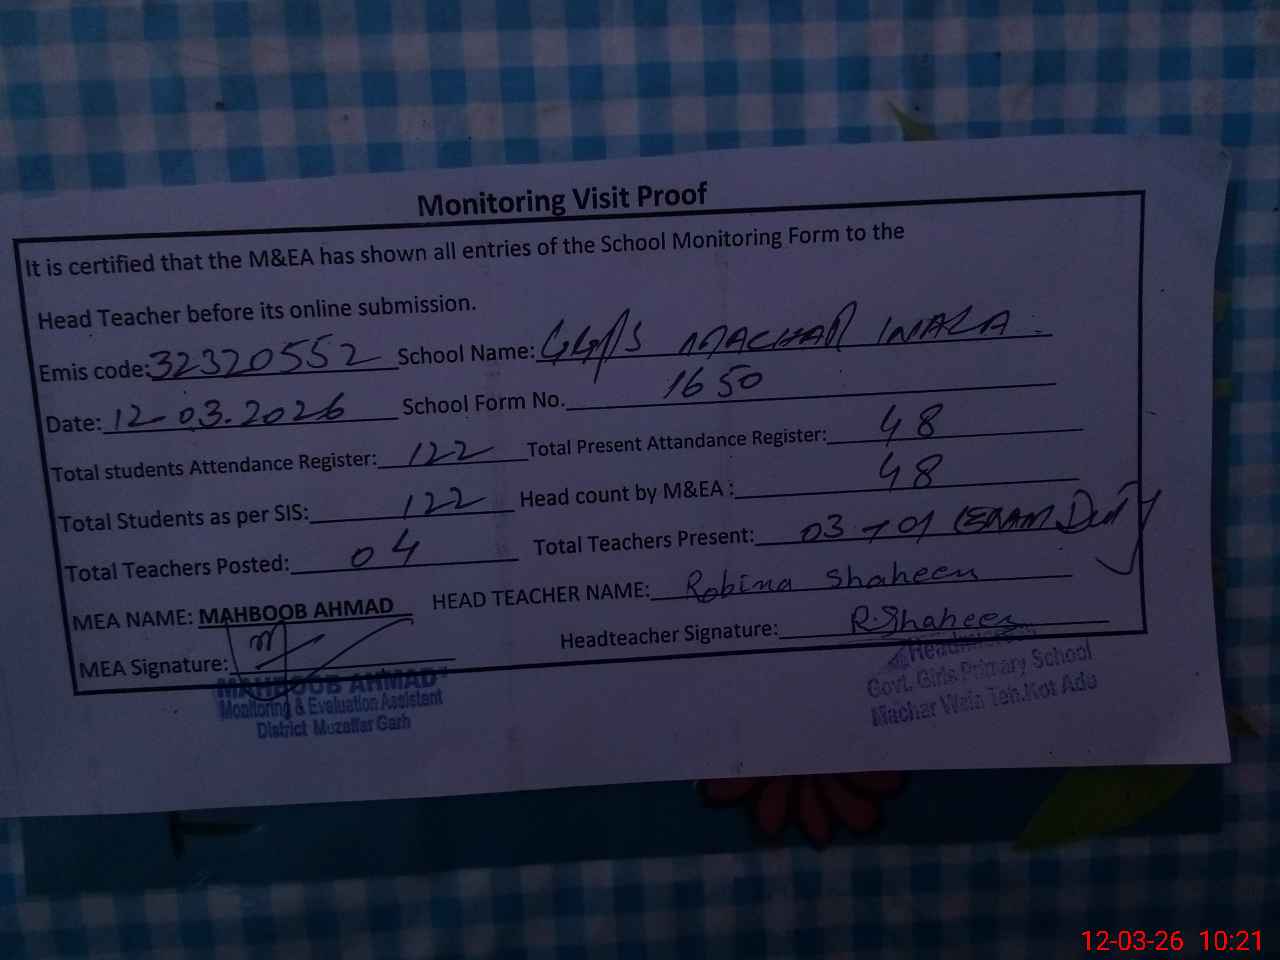 Monitoring Visit Proof
It is certified that the M&EA has shown all entries of the School Monitoring Form to the
Head Teacher before its online submission.
Emis code: 32320552 School Name: GGPS MACHAR WALA
Date: 12-03.2026 School Form No. 1650
Total students Attendance Register: 122 Total Present Attandance Register: 48
Total Students as per SIS: 122 Head count by M&EA : 48
Total Teachers Posted: 04 Total Teachers Present: 03 + 01 (EXAM Duty
MEA NAME: MAHBOOB AHMAD HEAD TEACHER NAME: Robina Shaheen
MEA Signature: Headteacher Signature: R.Shaheen
MAHBOOB AHMAD
Monitoring & Evaluation Assistant
District Muzaffar Garh
Govt. Girls Primary School
Machar Wala Teh.Kot Adu
12-03-26 10:21